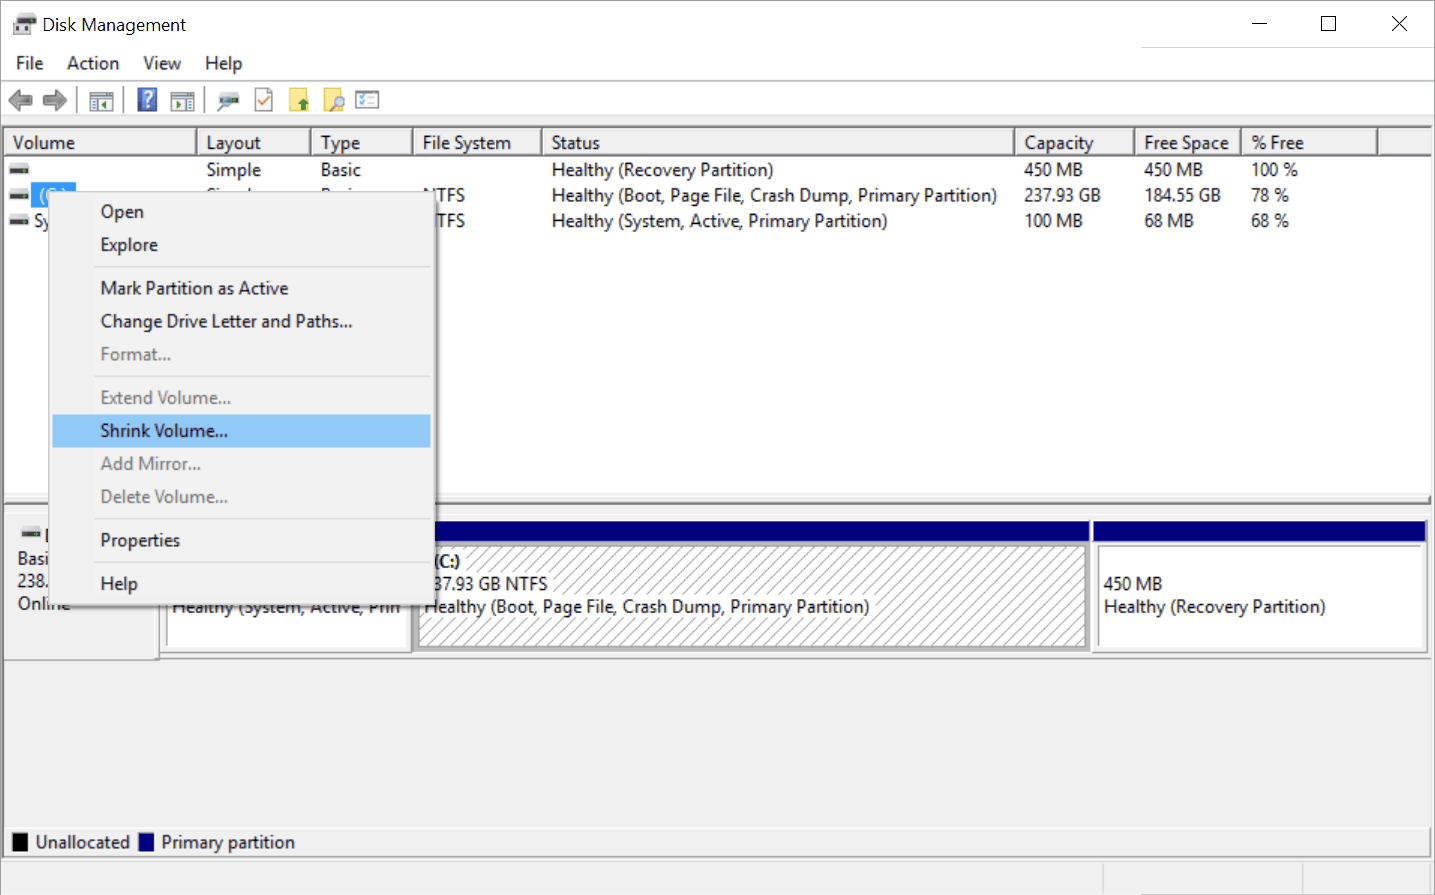 Disk Management
File Action View Help
Volume Layout Type File System Status Capacity Free Space % Free
Simple Basic Healthy (Recovery Partition) 450 MB 450 MB 100 %
NTFS Healthy (Boot, Page File, Crash Dump, Primary Partition) 237.93 GB 184.55 GB 78 %
Sy TFS Healthy (System, Active, Primary Partition) 100 MB 68 MB 68 %
Open
Explore
Mark Partition as Active
Change Drive Letter and Paths...
Format...
Extend Volume...
Shrink Volume...
Add Mirror...
Delete Volume...
Properties
Help
Basi
238.
Online
Healthy (System, Active, Prin
(C:)
37.93 GB NTFS
Healthy (Boot, Page File, Crash Dump, Primary Partition)
450 MB
Healthy (Recovery Partition)
Unallocated Primary partition